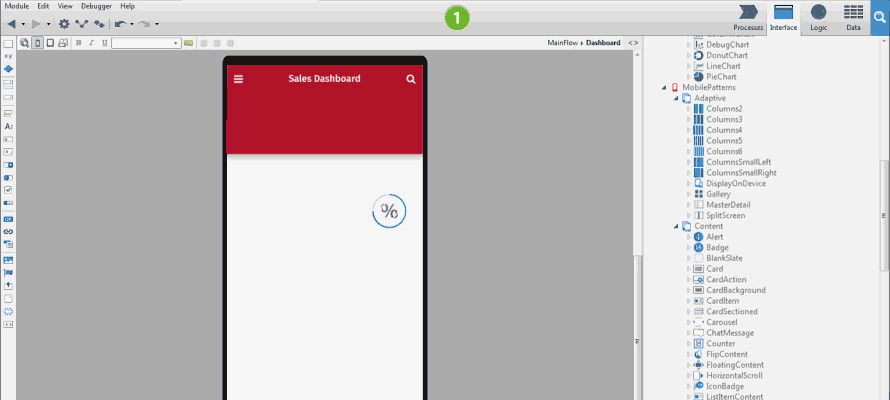 Module Edit View Debugger Help
1
Processes Interface Logic Data
B I U
MainFlow ▸ Dashboard <>
Sales Dashboard
%
DebugChart
DonutChart
LineChart
PieChart
MobilePatterns
Adaptive
Columns2
Columns3
Columns4
Columns5
Columns6
ColumnsSmallLeft
ColumnsSmallRight
DisplayOnDevice
Gallery
MasterDetail
SplitScreen
Content
Alert
Badge
BlankSlate
Card
CardAction
CardBackground
CardItem
CardSectioned
Carousel
ChatMessage
Counter
FlipContent
FloatingContent
HorizontalScroll
IconBadge
ListItemContent